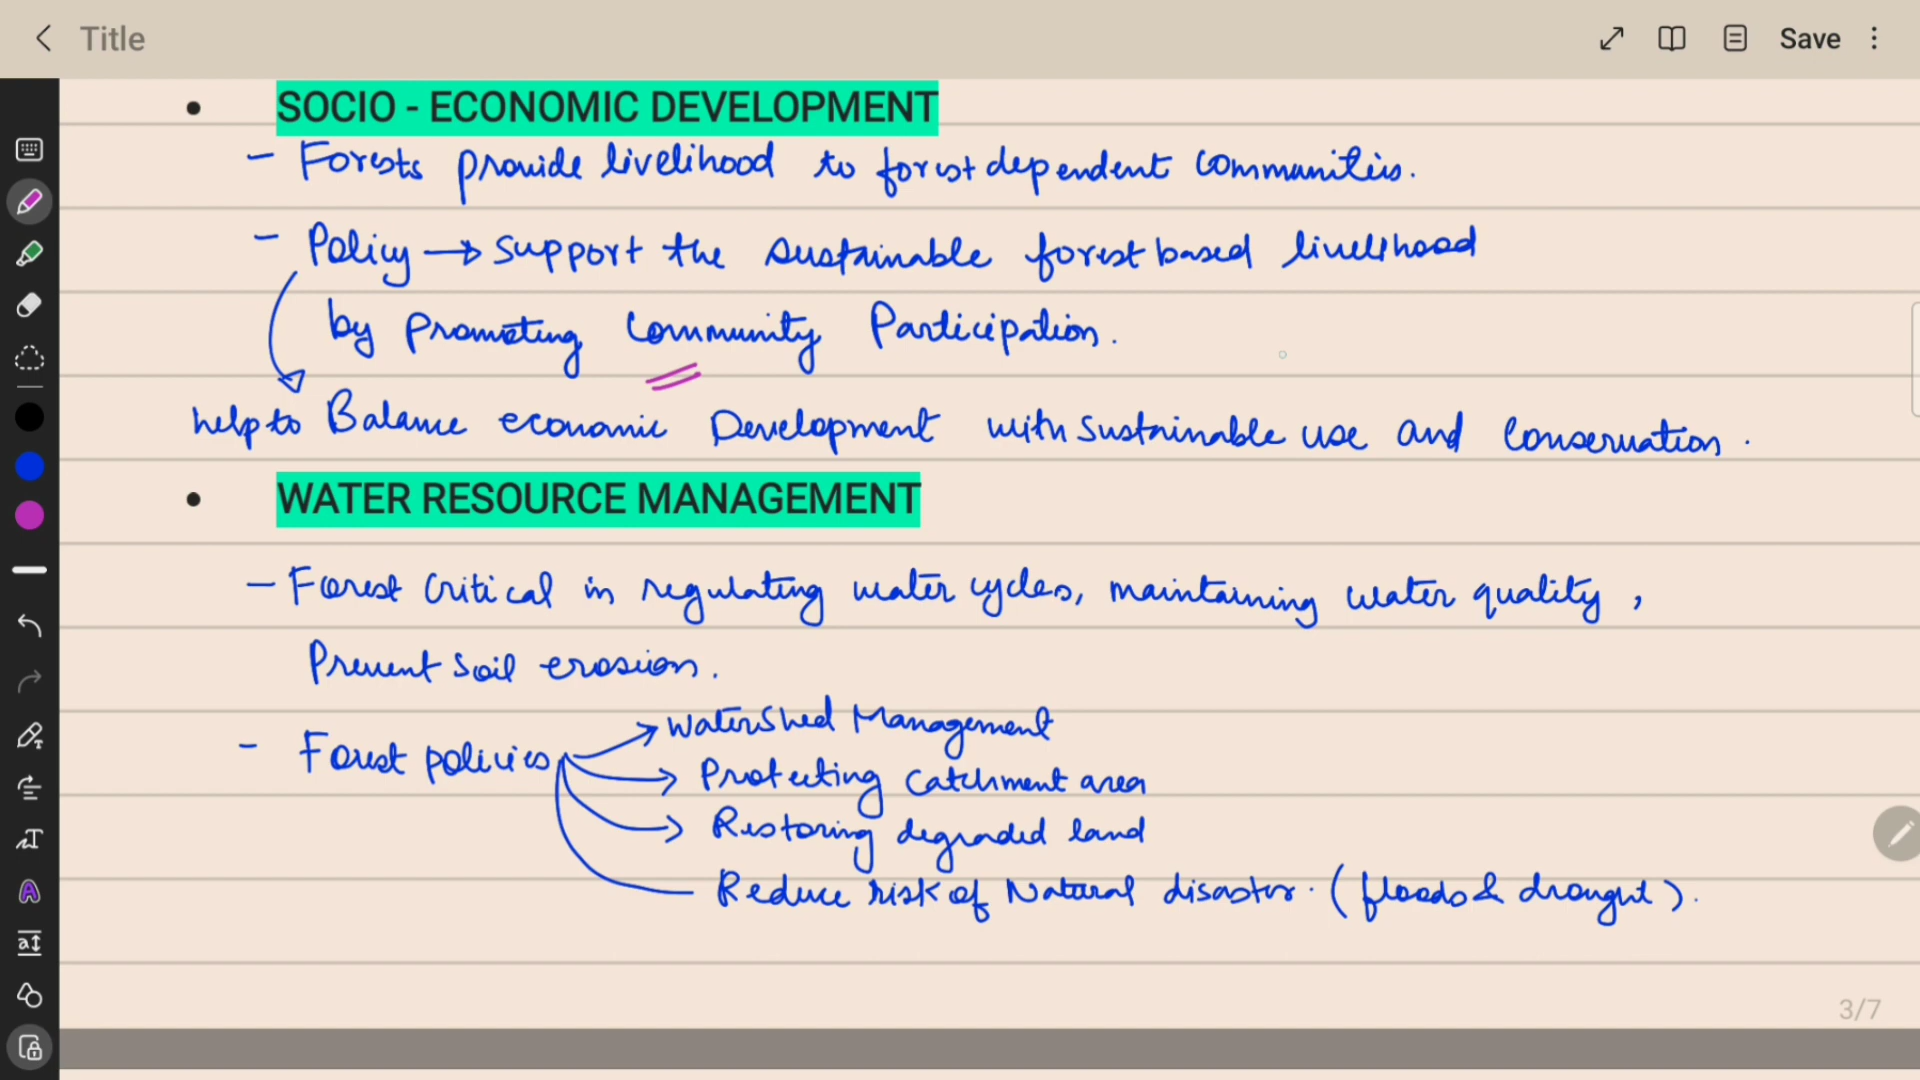 Title
Save
• SOCIO - ECONOMIC DEVELOPMENT
- Forests provide livelihood to forest dependent communities.
- Policy → support the sustainable forest based livelihood
by promoting community Participation.
help to Balance economic Development with sustainable use and conservation.
• WATER RESOURCE MANAGEMENT
- Forest critical in regulating water cycles, maintaining water quality,
Prevent soil erosion.
- Forest policies → watershed Management
→ Protecting catchment area
→ Restoring degraded land
Reduce risk of Natural disaster. (floods & drought).
3/7